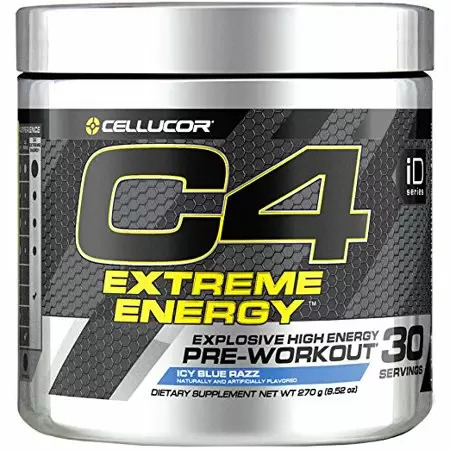 CELLUCOR®
C4
iD
series
EXTREME
ENERGY™
EXPLOSIVE HIGH ENERGY
PRE-WORKOUT
30
SERVINGS
ICY BLUE RAZZ
NATURALLY AND ARTIFICIALLY FLAVORED
DIETARY SUPPLEMENT NET WT 270 g (9.52 oz)